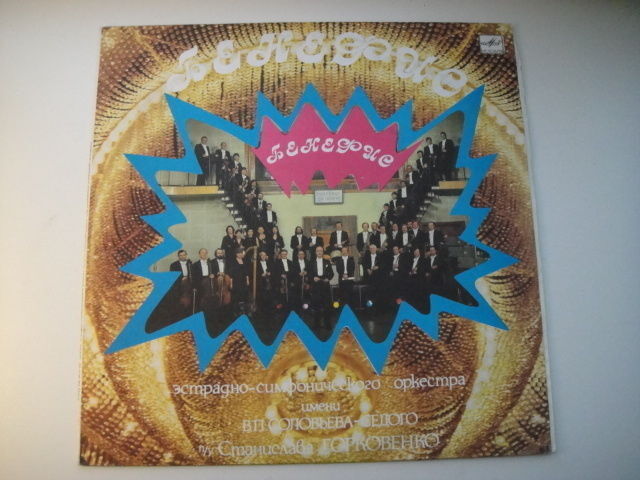 БЕНЕФИС
БЕНЕФИС
эстрадно-симфонического оркестра
имени
В.П. СОЛОВЬЕВА-СЕДОГО
п/у Станислава ГОРКОВЕНКО